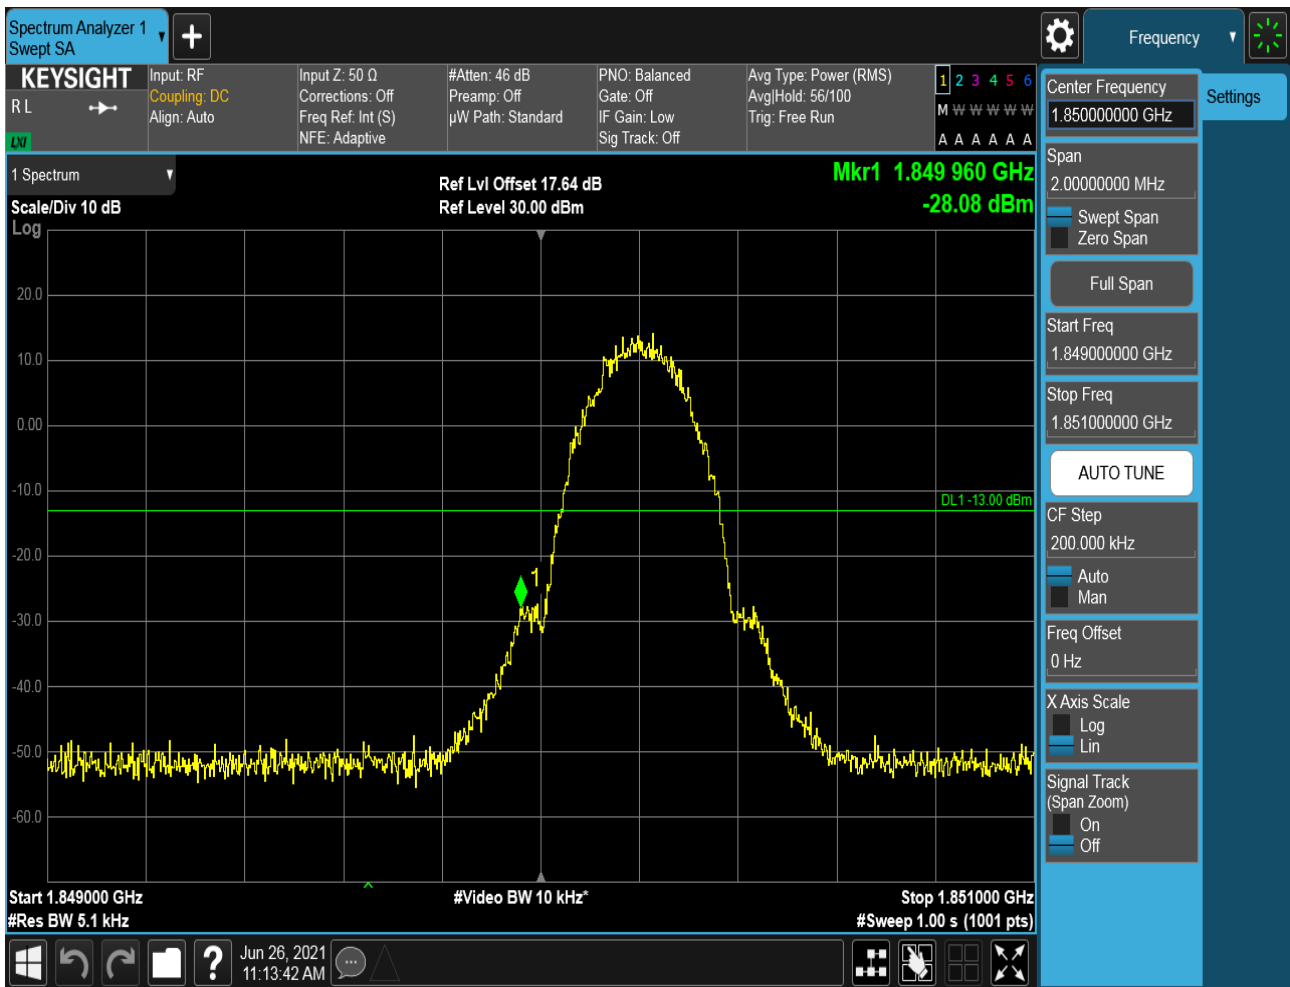 Spectrum Analyzer 1
Swept SA
Frequency
KEYSIGHT
R L
LXI
Input: RF
Coupling: DC
Align: Auto
Input Z: 50 Ω
Corrections: Off
Freq Ref: Int (S)
NFE: Adaptive
#Atten: 46 dB
Preamp: Off
µW Path: Standard
PNO: Balanced
Gate: Off
IF Gain: Low
Sig Track: Off
Avg Type: Power (RMS)
Avg|Hold: 56/100
Trig: Free Run
1 2 3 4 5 6
M W W W W W
A A A A A A
1 Spectrum
Scale/Div 10 dB
Log
Ref Lvl Offset 17.64 dB
Ref Level 30.00 dBm
Mkr1 1.849 960 GHz
-28.08 dBm
20.0
10.0
0.00
-10.0
-20.0
-30.0
-40.0
-50.0
-60.0
DL1 -13.00 dBm
1
Start 1.849000 GHz
#Res BW 5.1 kHz
#Video BW 10 kHz*
Stop 1.851000 GHz
#Sweep 1.00 s (1001 pts)
Jun 26, 2021
11:13:42 AM
Center Frequency
1.850000000 GHz
Settings
Span
2.00000000 MHz
Swept Span
Zero Span
Full Span
Start Freq
1.849000000 GHz
Stop Freq
1.851000000 GHz
AUTO TUNE
CF Step
200.000 kHz
Auto
Man
Freq Offset
0 Hz
X Axis Scale
Log
Lin
Signal Track
(Span Zoom)
On
Off